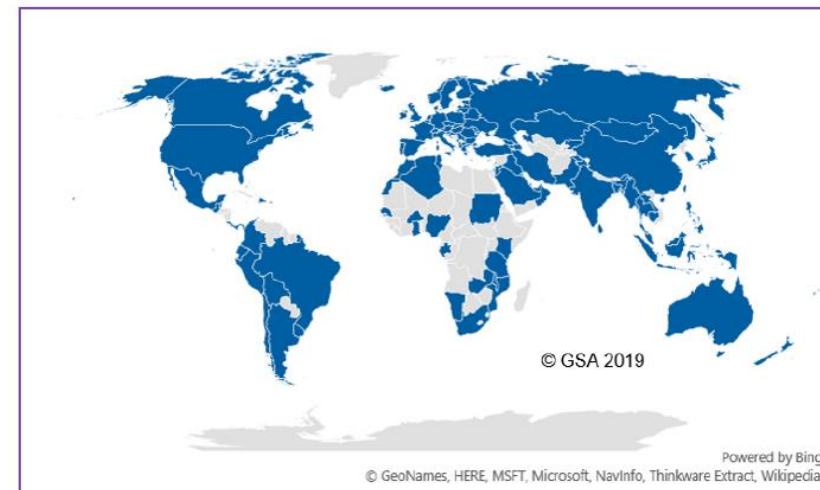 © GSA 2019
Powered by Bing
© GeoNames, HERE, MSFT, Microsoft, NavInfo, Thinkware Extract, Wikipedia